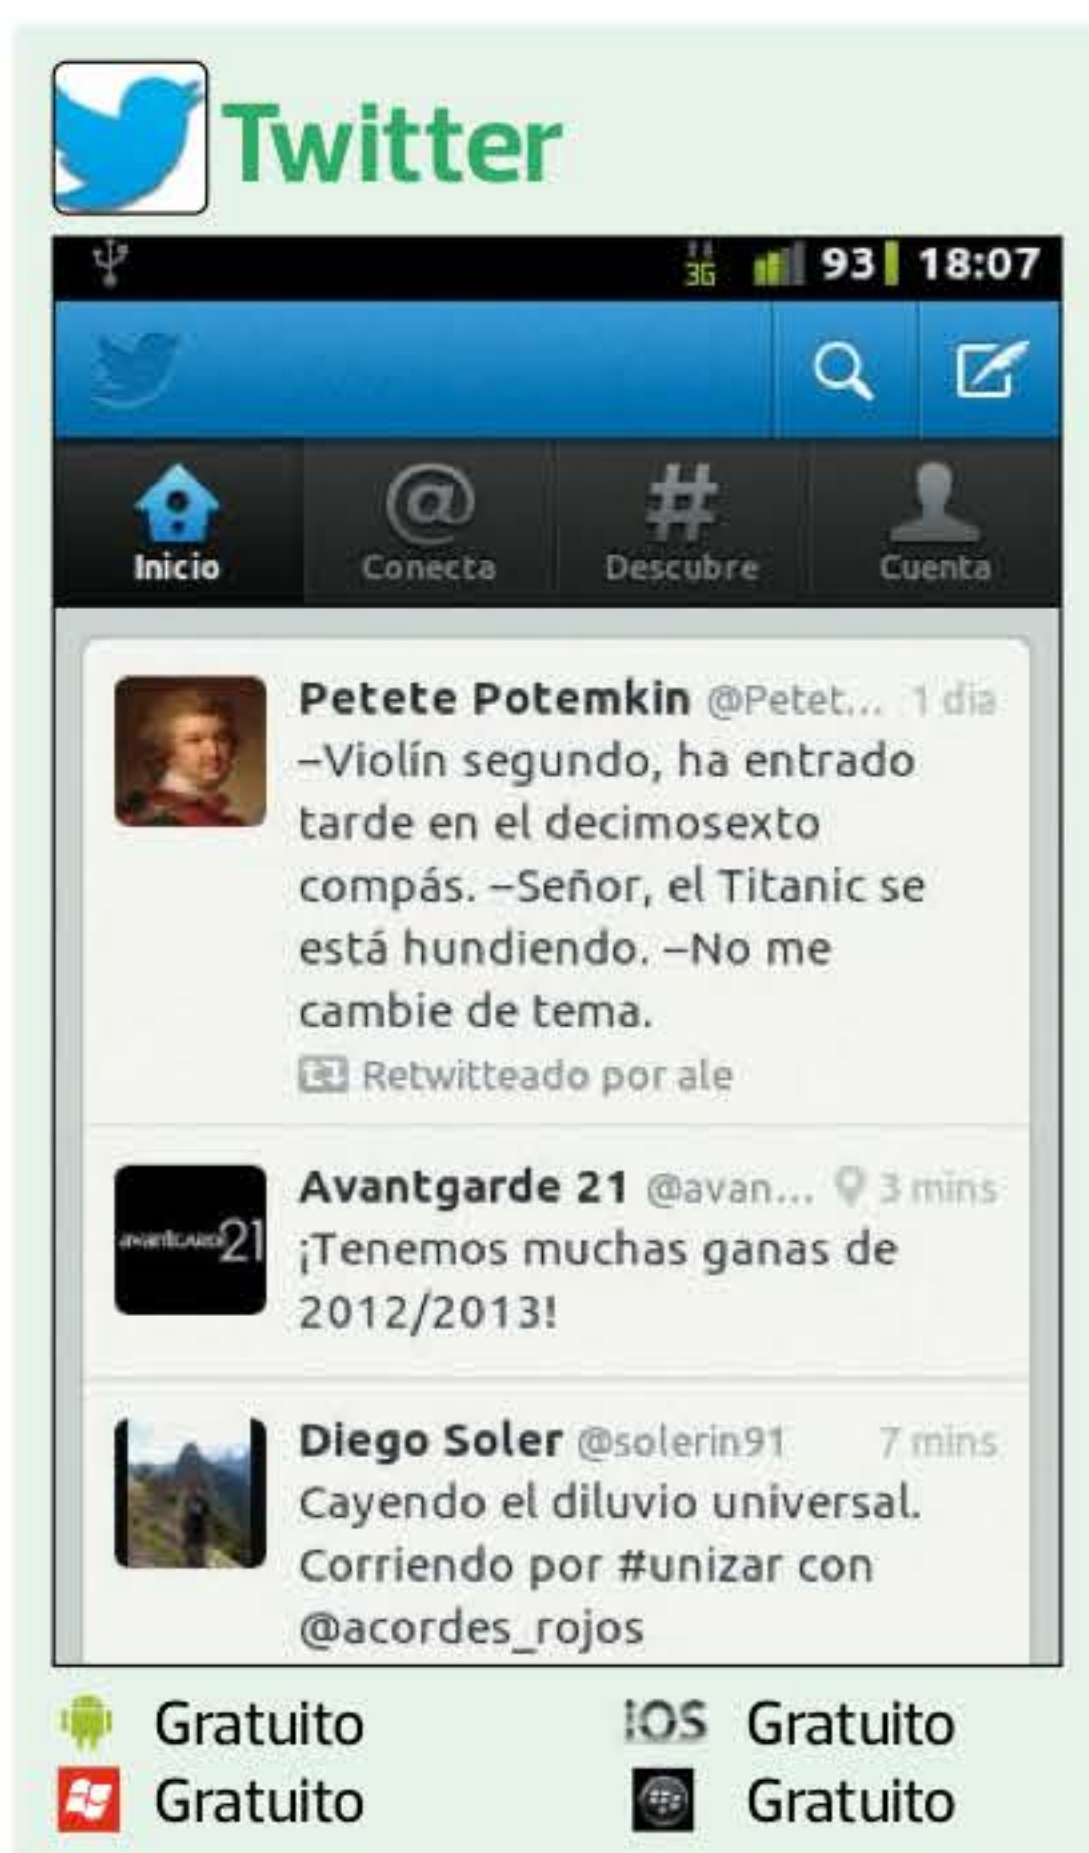 Twitter
3G 93 18:07
Inicio Conecta Descubre Cuenta
Petete Potemkin @Petet... 1 dia
–Violín segundo, ha entrado
tarde en el decimosexto
compás. –Señor, el Titanic se
está hundiendo. –No me
cambie de tema.
Retwitteado por ale
avantGARDE21
Avantgarde 21 @avan... 3 mins
¡Tenemos muchas ganas de
2012/2013!
Diego Soler @solerin91 7 mins
Cayendo el diluvio universal.
Corriendo por #unizar con
@acordes_rojos
Gratuito iOS Gratuito
Gratuito Gratuito